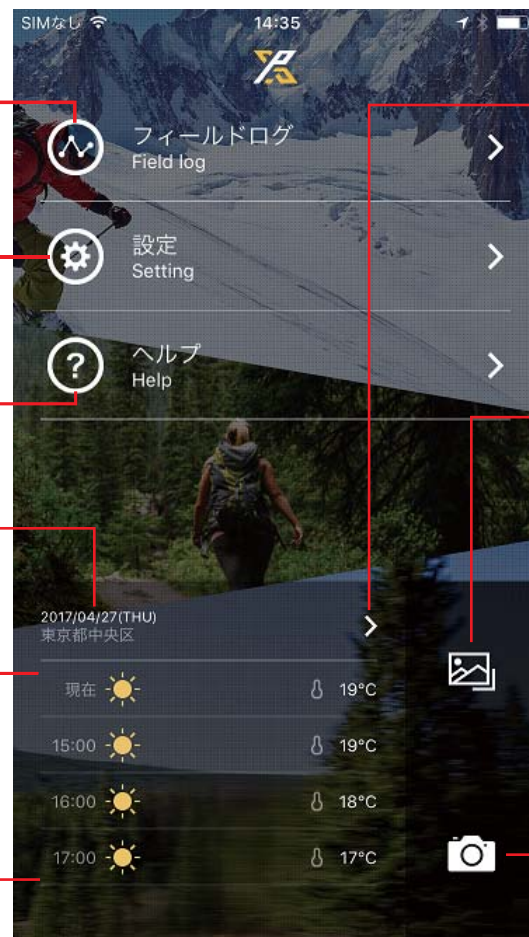 SIMなし 14:35
フィールドログ
Field log
設定
Setting
ヘルプ
Help
2017/04/27(THU)
東京都中央区
現在 19°C
15:00 19°C
16:00 18°C
17:00 17°C